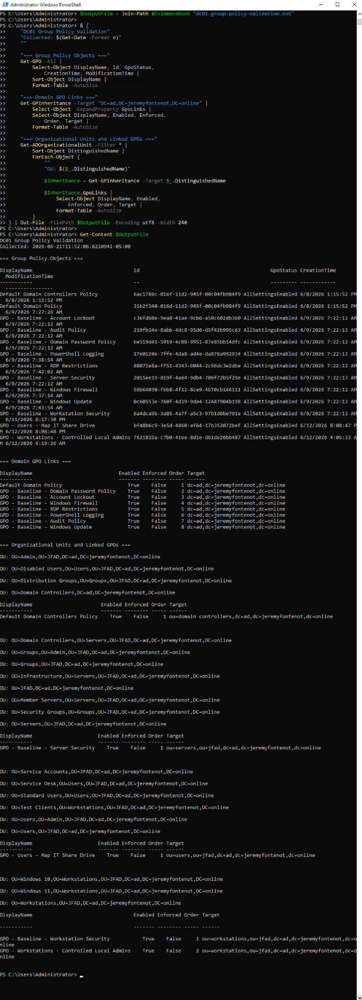 Administrator: Windows PowerShell
PS C:\Users\Administrator> $OutputFile = Join-Path $EvidenceRoot "dc01-group-policy-validation.txt"
PS C:\Users\Administrator>
PS C:\Users\Administrator> & {
>>     "DC01 Group Policy Validation"
>>     "Collected: $(Get-Date -Format o)"
>>     ""
>>
>>     "=== Group Policy Objects ==="
>>     Get-GPO -All |
>>         Select-Object DisplayName, Id, GpoStatus,
>>             CreationTime, ModificationTime |
>>         Sort-Object DisplayName |
>>         Format-Table -AutoSize
>>
>>     "=== Domain GPO Links ==="
>>     Get-GPInheritance -Target "DC=ad,DC=jeremyfontenot,DC=online" |
>>         Select-Object -ExpandProperty GpoLinks |
>>         Select-Object DisplayName, Enabled, Enforced,
>>             Order, Target |
>>         Format-Table -AutoSize
>>
>>     "=== Organizational Units and Linked GPOs ==="
>>     Get-ADOrganizationalUnit -Filter * |
>>         Sort-Object DistinguishedName |
>>         ForEach-Object {
>>             ""
>>             "OU: $($_.DistinguishedName)"
>>
>>             $Inheritance = Get-GPInheritance -Target $_.DistinguishedName
>>
>>             $Inheritance.GpoLinks |
>>                 Select-Object DisplayName, Enabled,
>>                     Enforced, Order, Target |
>>                 Format-Table -AutoSize
>>         }
>> } | Out-File -FilePath $OutputFile -Encoding utf8 -Width 240
PS C:\Users\Administrator>
PS C:\Users\Administrator> Get-Content $OutputFile
DC01 Group Policy Validation
Collected: 2026-06-21T11:52:06.6210941-05:00
=== Group Policy Objects ===
DisplayName Id GpoStatus CreationTime
ModificationTime
----------- -- --------- ------------
----------------
Default Domain Controllers Policy 6ac1786c-016f-11d2-945f-00c04fb984f9 AllSettingsEnabled 6/8/2026 1:15:52 PM
6/8/2026 1:15:52 PM
Default Domain Policy 31b2f340-016d-11d2-945f-00c04fb984f9 AllSettingsEnabled 6/8/2026 1:15:52 PM
6/9/2026 7:27:26 AM
GPO - Baseline - Account Lockout c36fd60e-9ea8-41ae-9cb6-a50c602db360 AllSettingsEnabled 6/9/2026 7:22:12 AM
6/9/2026 7:22:12 AM
GPO - Baseline - Audit Policy 219fb34e-8abb-4dc8-95d6-d5f42b995c63 AllSettingsEnabled 6/9/2026 7:22:13 AM
6/9/2026 7:22:12 AM
GPO - Baseline - Domain Password Policy be519d41-5919-4c08-9951-87e85bb14dfc AllSettingsEnabled 6/9/2026 7:22:12 AM
6/9/2026 7:22:12 AM
GPO - Baseline - PowerShell Logging 17e0120e-7ffe-4da8-ad4e-da876a992934 AllSettingsEnabled 6/9/2026 7:22:13 AM
6/9/2026 7:38:54 AM
GPO - Baseline - RDP Restrictions 88071e8a-ff51-4343-b044-2c66dc3e2dbe AllSettingsEnabled 6/9/2026 7:22:12 AM
6/9/2026 7:42:02 AM
GPO - Baseline - Server Security 2015ee19-819f-4a64-9db4-706f72b5f29e AllSettingsEnabled 6/9/2026 7:22:13 AM
6/9/2026 7:22:12 AM
GPO - Baseline - Windows Firewall 56b64030-fbb8-4f12-8ce9-4b70cb146111 AllSettingsEnabled 6/9/2026 7:22:12 AM
6/9/2026 7:37:14 AM
GPO - Baseline - Windows Update 0c60553e-760f-4d39-9de4-12447904b198 AllSettingsEnabled 6/9/2026 7:22:13 AM
6/9/2026 7:43:54 AM
GPO - Baseline - Workstation Security 6a4dca9b-3a85-4a7f-a5c3-97b1d6be791e AllSettingsEnabled 6/9/2026 7:22:13 AM
6/11/2026 6:17:30 PM
GPO - Users - Map IT Share Drive bf48b6c9-3e5d-4860-af64-17b352072bef AllSettingsEnabled 6/12/2026 8:08:47 P
M 6/12/2026 8:08:48 PM
GPO - Workstations - Controlled Local Admins 762181ba-c7b0-41ee-8d1e-d61de26bb487 AllSettingsEnabled 6/12/2026 4:05:33 A
M 6/12/2026 4:19:26 AM
=== Domain GPO Links ===
DisplayName Enabled Enforced Order Target
----------- ------- -------- ----- ------
Default Domain Policy True False 1 dc=ad,dc=jeremyfontenot,dc=online
GPO - Baseline - Domain Password Policy True False 2 dc=ad,dc=jeremyfontenot,dc=online
GPO - Baseline - Account Lockout True False 3 dc=ad,dc=jeremyfontenot,dc=online
GPO - Baseline - Windows Firewall True False 4 dc=ad,dc=jeremyfontenot,dc=online
GPO - Baseline - RDP Restrictions True False 5 dc=ad,dc=jeremyfontenot,dc=online
GPO - Baseline - PowerShell Logging True False 6 dc=ad,dc=jeremyfontenot,dc=online
GPO - Baseline - Audit Policy True False 7 dc=ad,dc=jeremyfontenot,dc=online
GPO - Baseline - Windows Update True False 8 dc=ad,dc=jeremyfontenot,dc=online
=== Organizational Units and Linked GPOs ===
OU: OU=Admin,OU=JFAD,DC=ad,DC=jeremyfontenot,DC=online
OU: OU=Disabled Users,OU=Users,OU=JFAD,DC=ad,DC=jeremyfontenot,DC=online
OU: OU=Distribution Groups,OU=Groups,OU=JFAD,DC=ad,DC=jeremyfontenot,DC=online
OU: OU=Domain Controllers,DC=ad,DC=jeremyfontenot,DC=online
DisplayName Enabled Enforced Order Target
----------- ------- -------- ----- ------
Default Domain Controllers Policy True False 1 ou=domain controllers,dc=ad,dc=jeremyfontenot,dc=online
OU: OU=Domain Controllers,OU=Servers,OU=JFAD,DC=ad,DC=jeremyfontenot,DC=online
OU: OU=Groups,OU=Admin,OU=JFAD,DC=ad,DC=jeremyfontenot,DC=online
OU: OU=Groups,OU=JFAD,DC=ad,DC=jeremyfontenot,DC=online
OU: OU=Infrastructure,OU=Servers,OU=JFAD,DC=ad,DC=jeremyfontenot,DC=online
OU: OU=JFAD,DC=ad,DC=jeremyfontenot,DC=online
OU: OU=Member Servers,OU=Servers,OU=JFAD,DC=ad,DC=jeremyfontenot,DC=online
OU: OU=Security Groups,OU=Groups,OU=JFAD,DC=ad,DC=jeremyfontenot,DC=online
OU: OU=Servers,OU=JFAD,DC=ad,DC=jeremyfontenot,DC=online
DisplayName Enabled Enforced Order Target
----------- ------- -------- ----- ------
GPO - Baseline - Server Security True False 1 ou=servers,ou=jfad,dc=ad,dc=jeremyfontenot,dc=online
OU: OU=Service Accounts,OU=JFAD,DC=ad,DC=jeremyfontenot,DC=online
OU: OU=Service Desk,OU=Users,OU=JFAD,DC=ad,DC=jeremyfontenot,DC=online
OU: OU=Standard Users,OU=Users,OU=JFAD,DC=ad,DC=jeremyfontenot,DC=online
OU: OU=Test Clients,OU=Workstations,OU=JFAD,DC=ad,DC=jeremyfontenot,DC=online
OU: OU=Users,OU=Admin,OU=JFAD,DC=ad,DC=jeremyfontenot,DC=online
OU: OU=Users,OU=JFAD,DC=ad,DC=jeremyfontenot,DC=online
DisplayName Enabled Enforced Order Target
----------- ------- -------- ----- ------
GPO - Users - Map IT Share Drive True False 1 ou=users,ou=jfad,dc=ad,dc=jeremyfontenot,dc=online
OU: OU=Windows 10,OU=Workstations,OU=JFAD,DC=ad,DC=jeremyfontenot,DC=online
OU: OU=Windows 11,OU=Workstations,OU=JFAD,DC=ad,DC=jeremyfontenot,DC=online
OU: OU=Workstations,OU=JFAD,DC=ad,DC=jeremyfontenot,DC=online
DisplayName Enabled Enforced Order Target
----------- ------- -------- ----- ------
GPO - Baseline - Workstation Security True False 1 ou=workstations,ou=jfad,dc=ad,dc=jeremyfontenot,dc=o
nline
GPO - Workstations - Controlled Local Admins True False 2 ou=workstations,ou=jfad,dc=ad,dc=jeremyfontenot,dc=o
nline
PS C:\Users\Administrator>